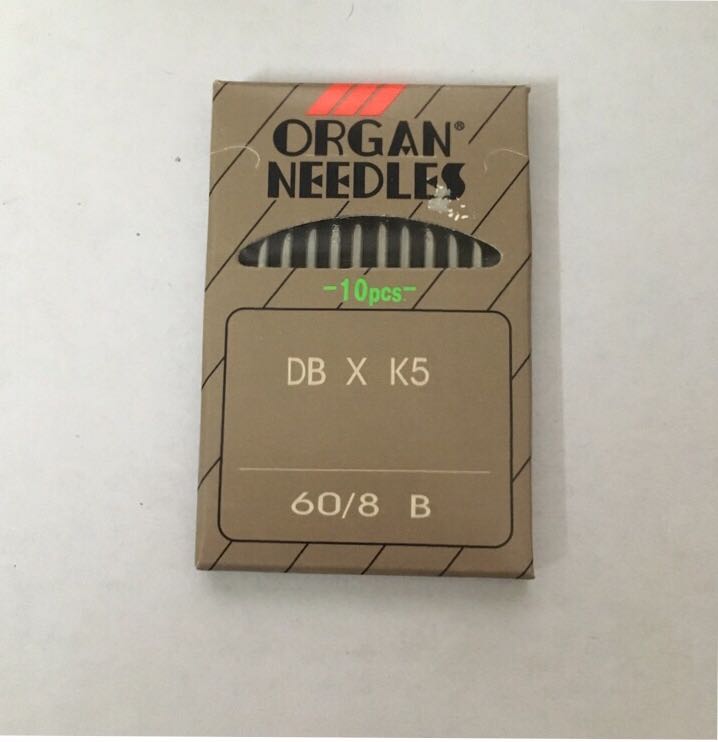 ORGAN®
NEEDLES
-10pcs-
DB X K5
60/8 B